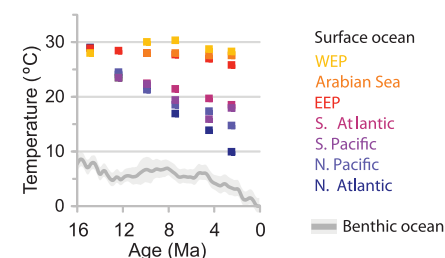 Temperature (°C)
30
20
10
0
16
12
8
4
0
Age (Ma)
Surface ocean
WEP
Arabian Sea
EEP
S. Atlantic
S. Pacific
N. Pacific
N. Atlantic
Benthic ocean